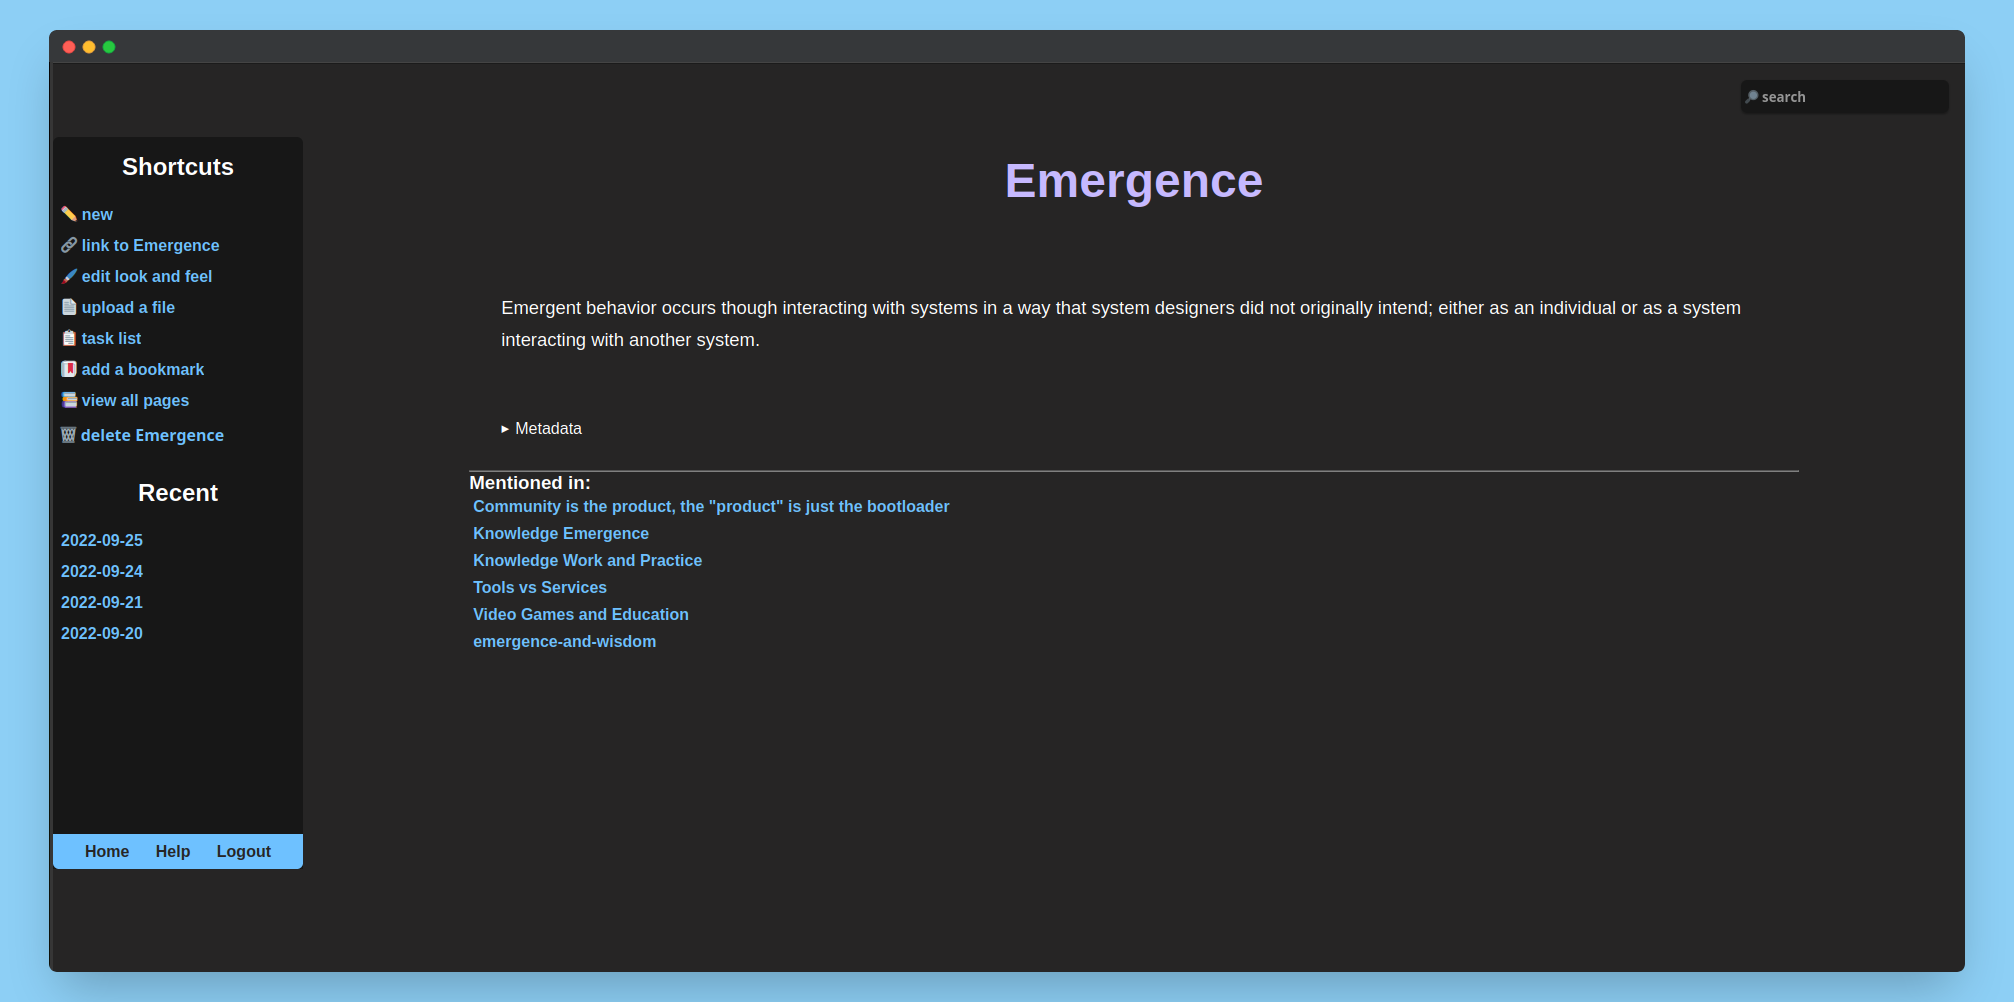 search
Shortcuts
new
link to Emergence
edit look and feel
upload a file
task list
add a bookmark
view all pages
delete Emergence
Recent
2022-09-25
2022-09-24
2022-09-21
2022-09-20
Home Help Logout
Emergence
Emergent behavior occurs though interacting with systems in a way that system designers did not originally intend; either as an individual or as a system
interacting with another system.
Metadata
Mentioned in:
Community is the product, the "product" is just the bootloader
Knowledge Emergence
Knowledge Work and Practice
Tools vs Services
Video Games and Education
emergence-and-wisdom